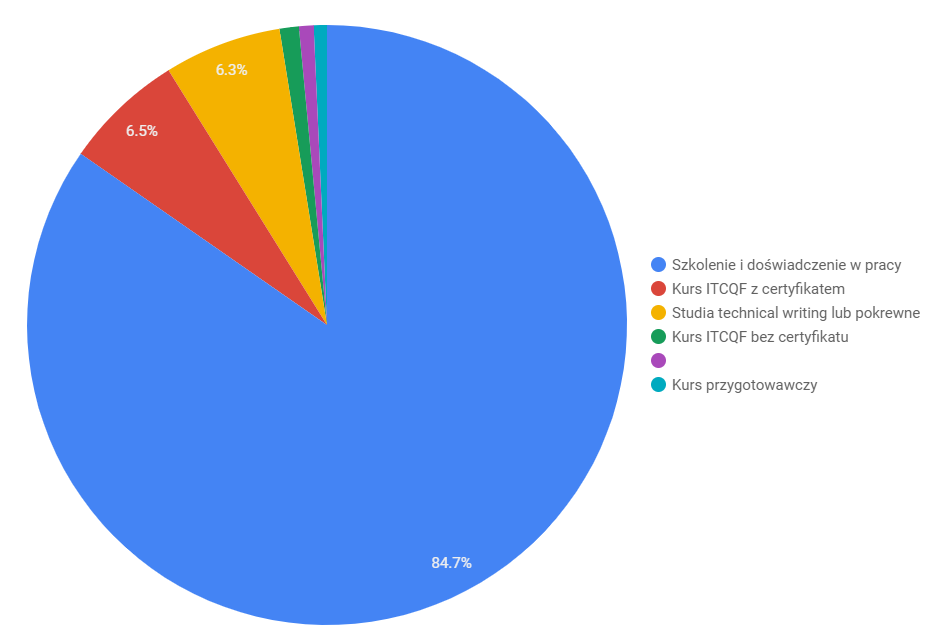 6.3%
6.5%
84.7%
Szkolenie i doświadczenie w pracy
Kurs ITCQF z certyfikatem
Studia technical writing lub pokrewne
Kurs ITCQF bez certyfikatu
Kurs przygotowawczy